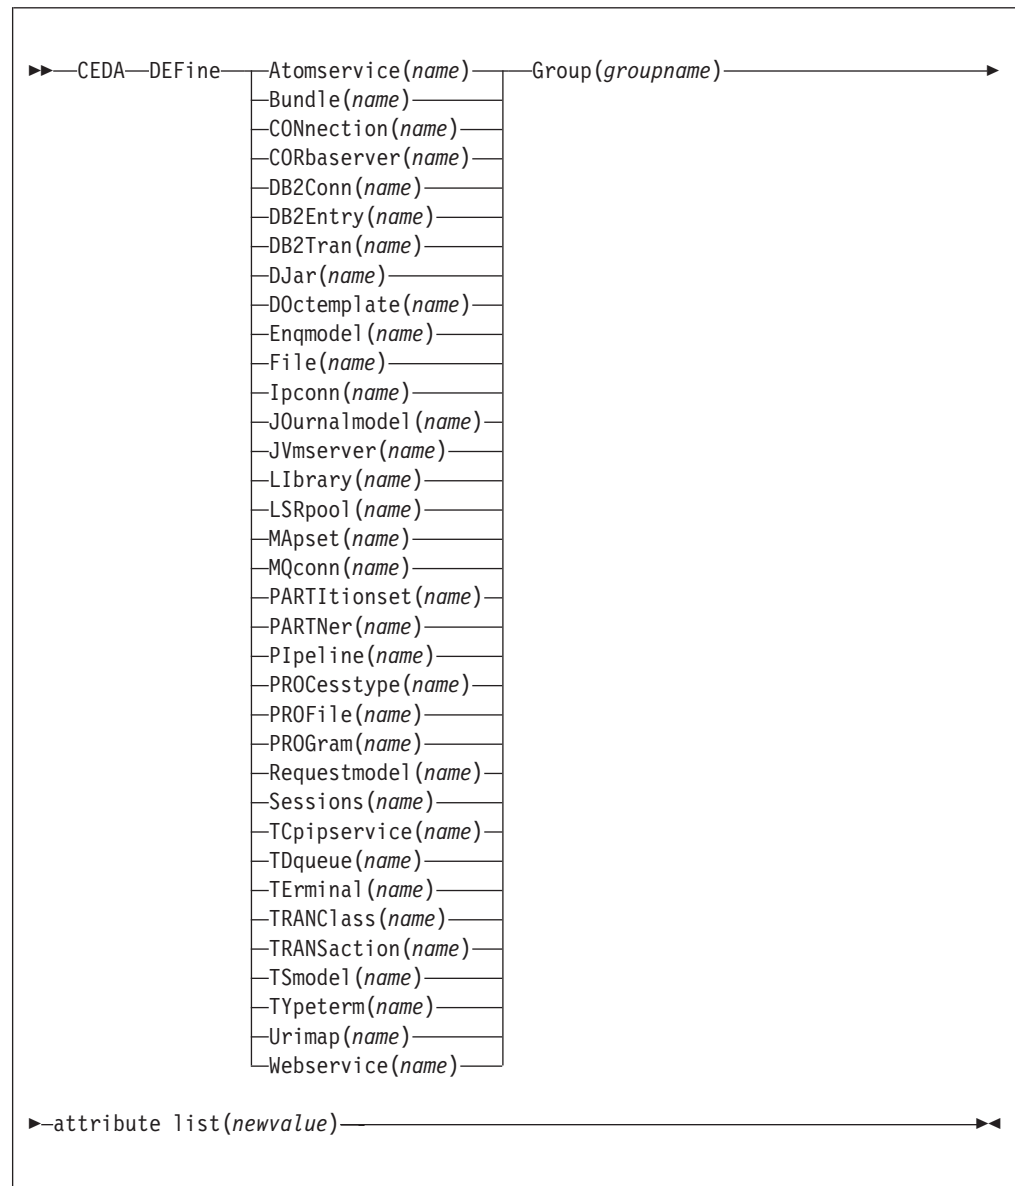 CEDA DEFine Atomservice(name) Group(groupname)
Bundle(name)
CONnection(name)
CORbaserver(name)
DB2Conn(name)
DB2Entry(name)
DB2Tran(name)
DJar(name)
DOctemplate(name)
Enqmodel(name)
File(name)
Ipconn(name)
JOurnalmodel(name)
JVmserver(name)
LIbrary(name)
LSRpool(name)
MApset(name)
MQconn(name)
PARTItionset(name)
PARTNer(name)
PIpeline(name)
PROCesstype(name)
PROFile(name)
PROGram(name)
Requestmodel(name)
Sessions(name)
TCpipservice(name)
TDqueue(name)
TErminal(name)
TRANClass(name)
TRANSaction(name)
TSmodel(name)
TYpeterm(name)
Urimap(name)
Webservice(name)
attribute list(newvalue)